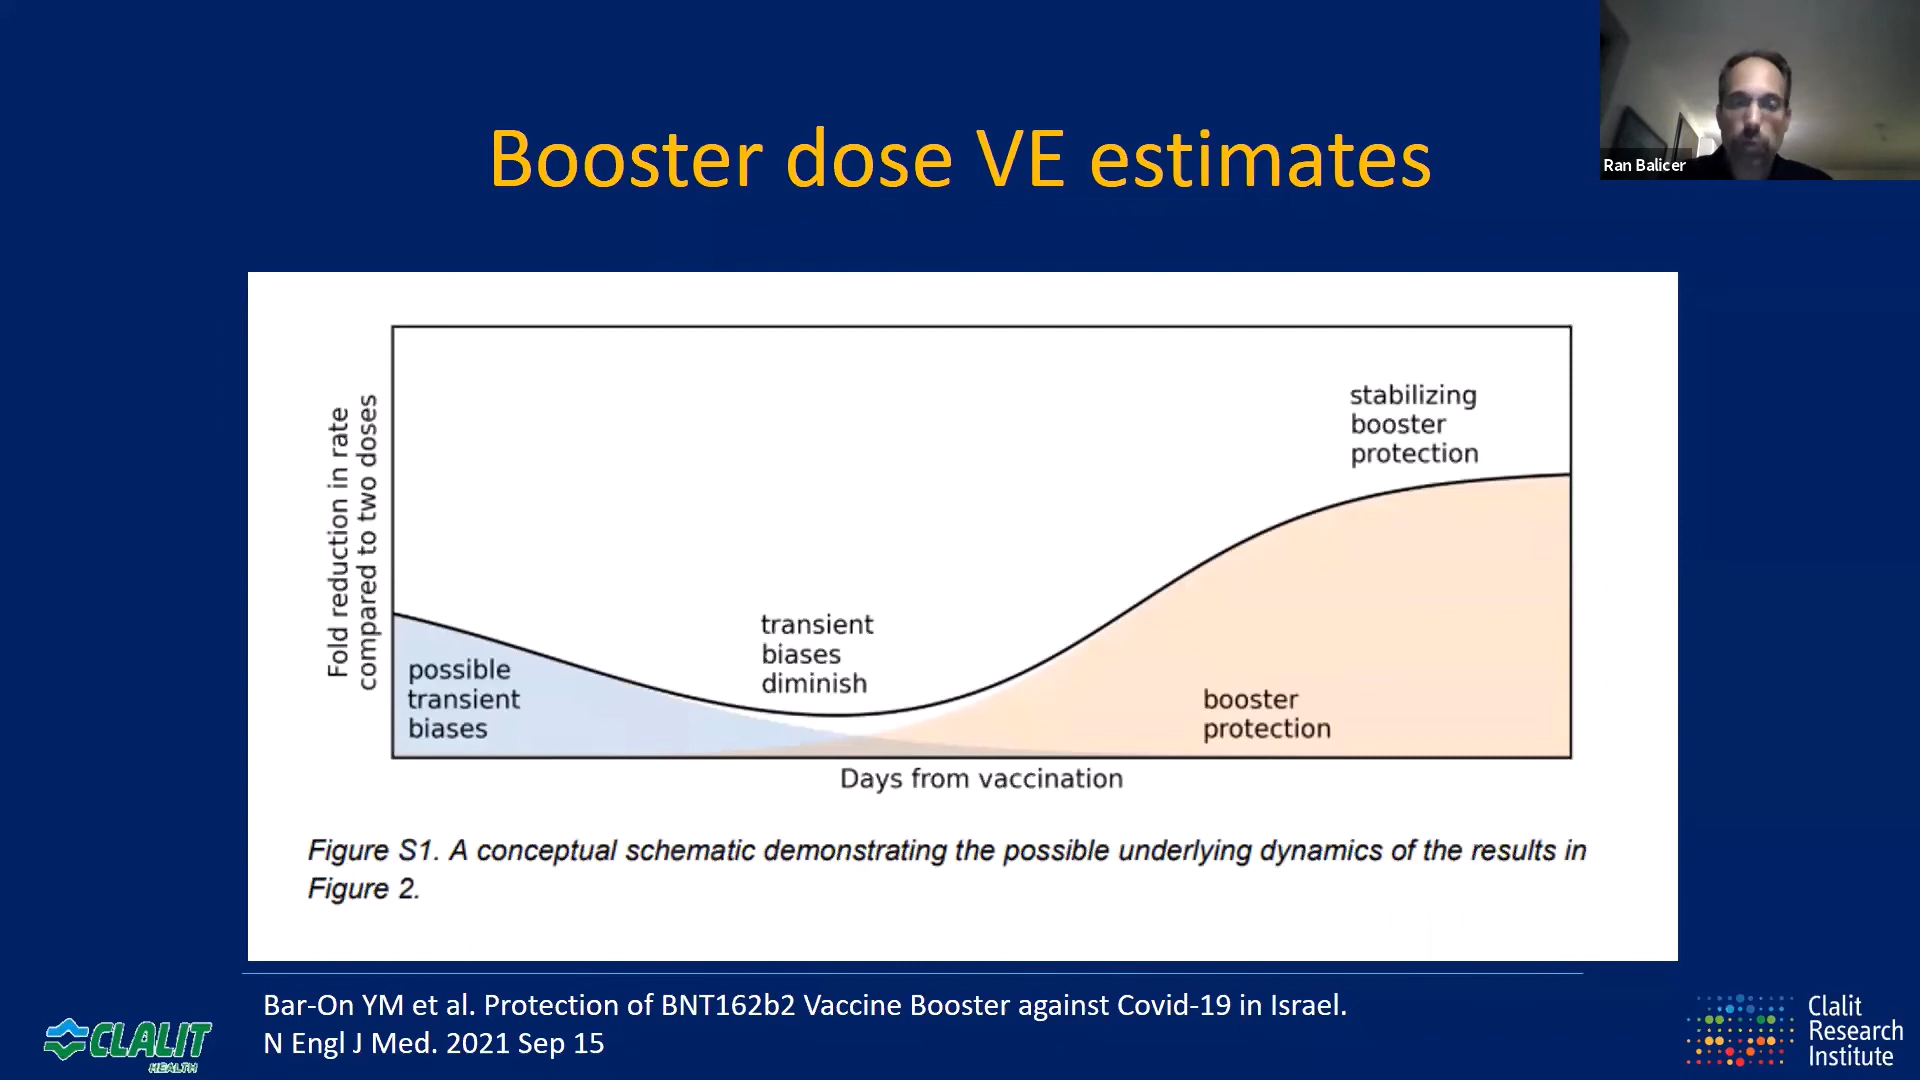 Booster dose VE estimates
Ran Balicer
Fold reduction in rate
compared to two doses
stabilizing
booster
protection
transient
biases
diminish
possible
transient
biases
booster
protection
Days from vaccination
Figure S1. A conceptual schematic demonstrating the possible underlying dynamics of the results in
Figure 2.
Bar-On YM et al. Protection of BNT162b2 Vaccine Booster against Covid-19 in Israel.
N Engl J Med. 2021 Sep 15
CLALIT
HEALTH
Clalit
Research
Institute